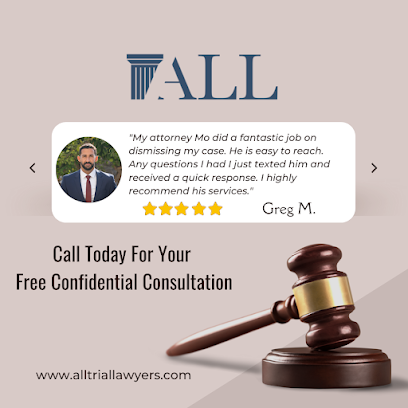 ALL
"My attorney Mo did a fantastic job on
dismissing my case. He is easy to reach.
Any questions I had I just texted him and
received a quick response. I highly
recommend his services."
Greg M.
Call Today For Your
Free Confidential Consultation
www.alltriallawyers.com